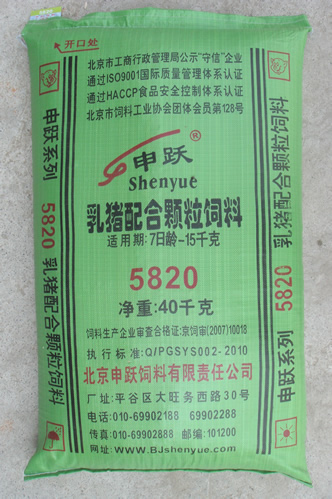 开口处
北京市工商行政管理局公示“守信”企业
通过ISO9001国际质量管理体系认证
通过HACCP食品安全控制体系认证
北京市饲料工业协会团体会员第128号
申跃®
Shenyue
乳猪配合颗粒饲料
适用期:7日龄-15千克
5820
净重:40千克
饲料生产企业审查合格证:京饲审(2007)10018
执行标准:Q/PGSYS002-2010
北京申跃饲料有限责任公司
厂址:平谷区大旺务西路30号
电话:010-69902188 69902288
传真:010-69902888 邮编:101200
网址:www.BJshenyue.com
申跃系列 5820 乳猪配合颗粒饲料
申跃系列 5820 乳猪配合颗粒饲料